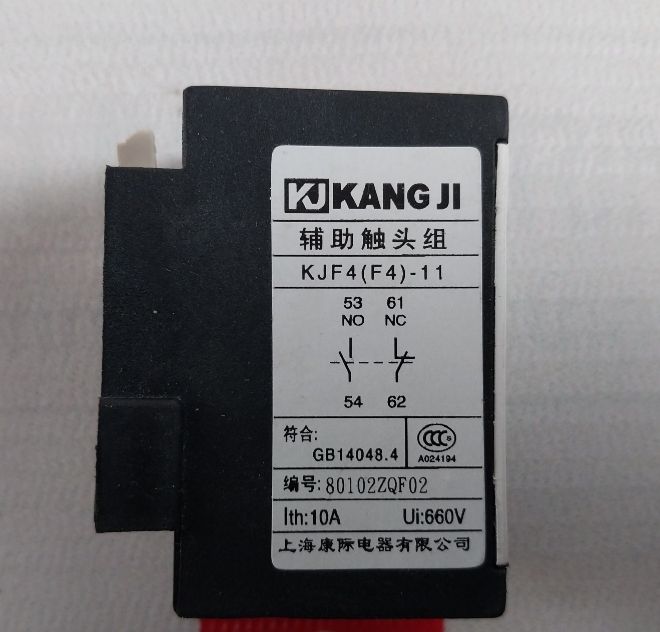 KJ KANG JI
辅助触头组
KJF4(F4)-11
53 61
NO NC
54 62
符合:
GB14048.4
CCC
A024194
编号:80102ZQF02
Ith:10A Ui:660V
上海康际电器有限公司